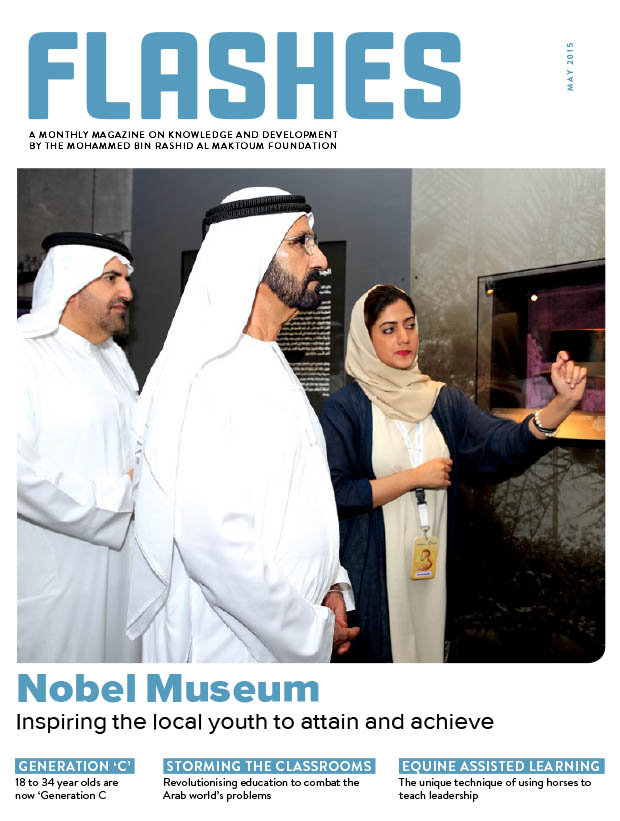 FLASHES
MAY 2015
A MONTHLY MAGAZINE ON KNOWLEDGE AND DEVELOPMENT
BY THE MOHAMMED BIN RASHID AL MAKTOUM FOUNDATION
Nobel Museum
Inspiring the local youth to attain and achieve
GENERATION ‘C’
18 to 34 year olds are
now ‘Generation C
STORMING THE CLASSROOMS
Revolutionising education to combat the
Arab world’s problems
EQUINE ASSISTED LEARNING
The unique technique of using horses to
teach leadership